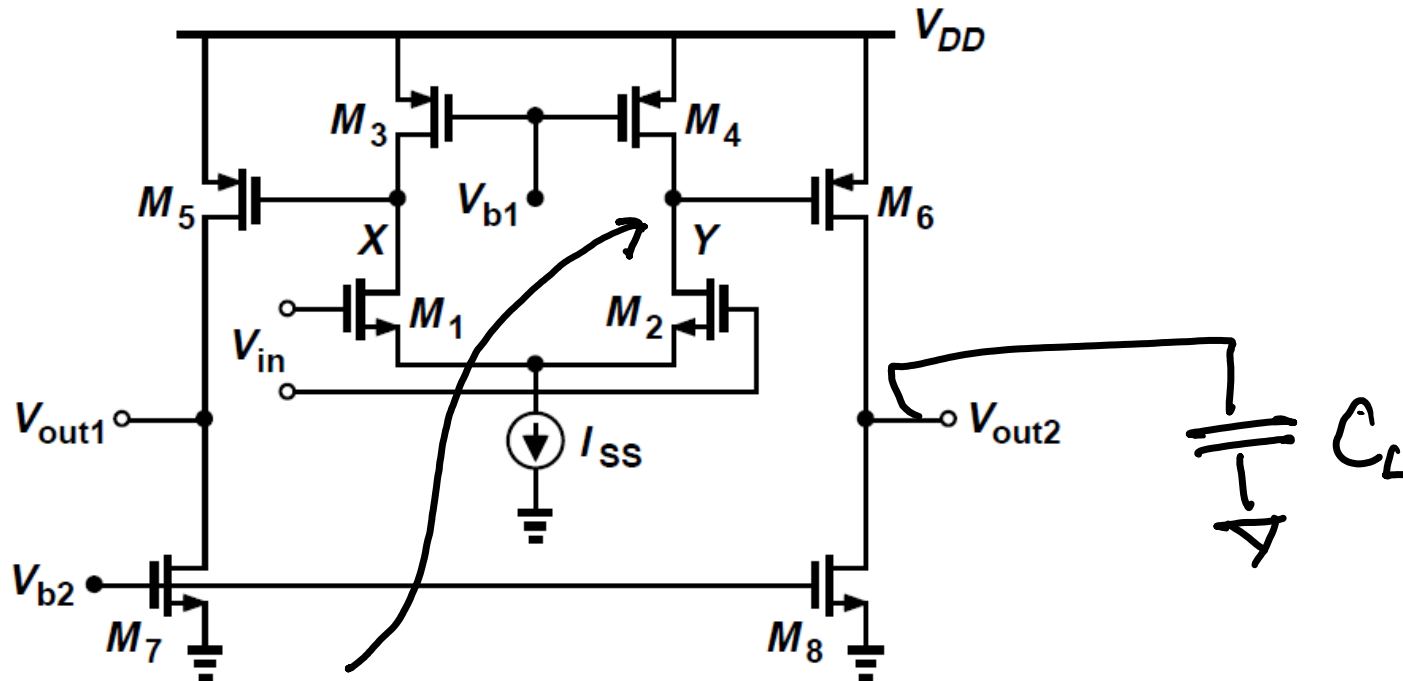 V_DD
M_3
M_4
M_5
V_b1
M_6
X
Y
M_1
M_2
V_in
V_out1
I_SS
V_out2
C_L
V_b2
M_7
M_8